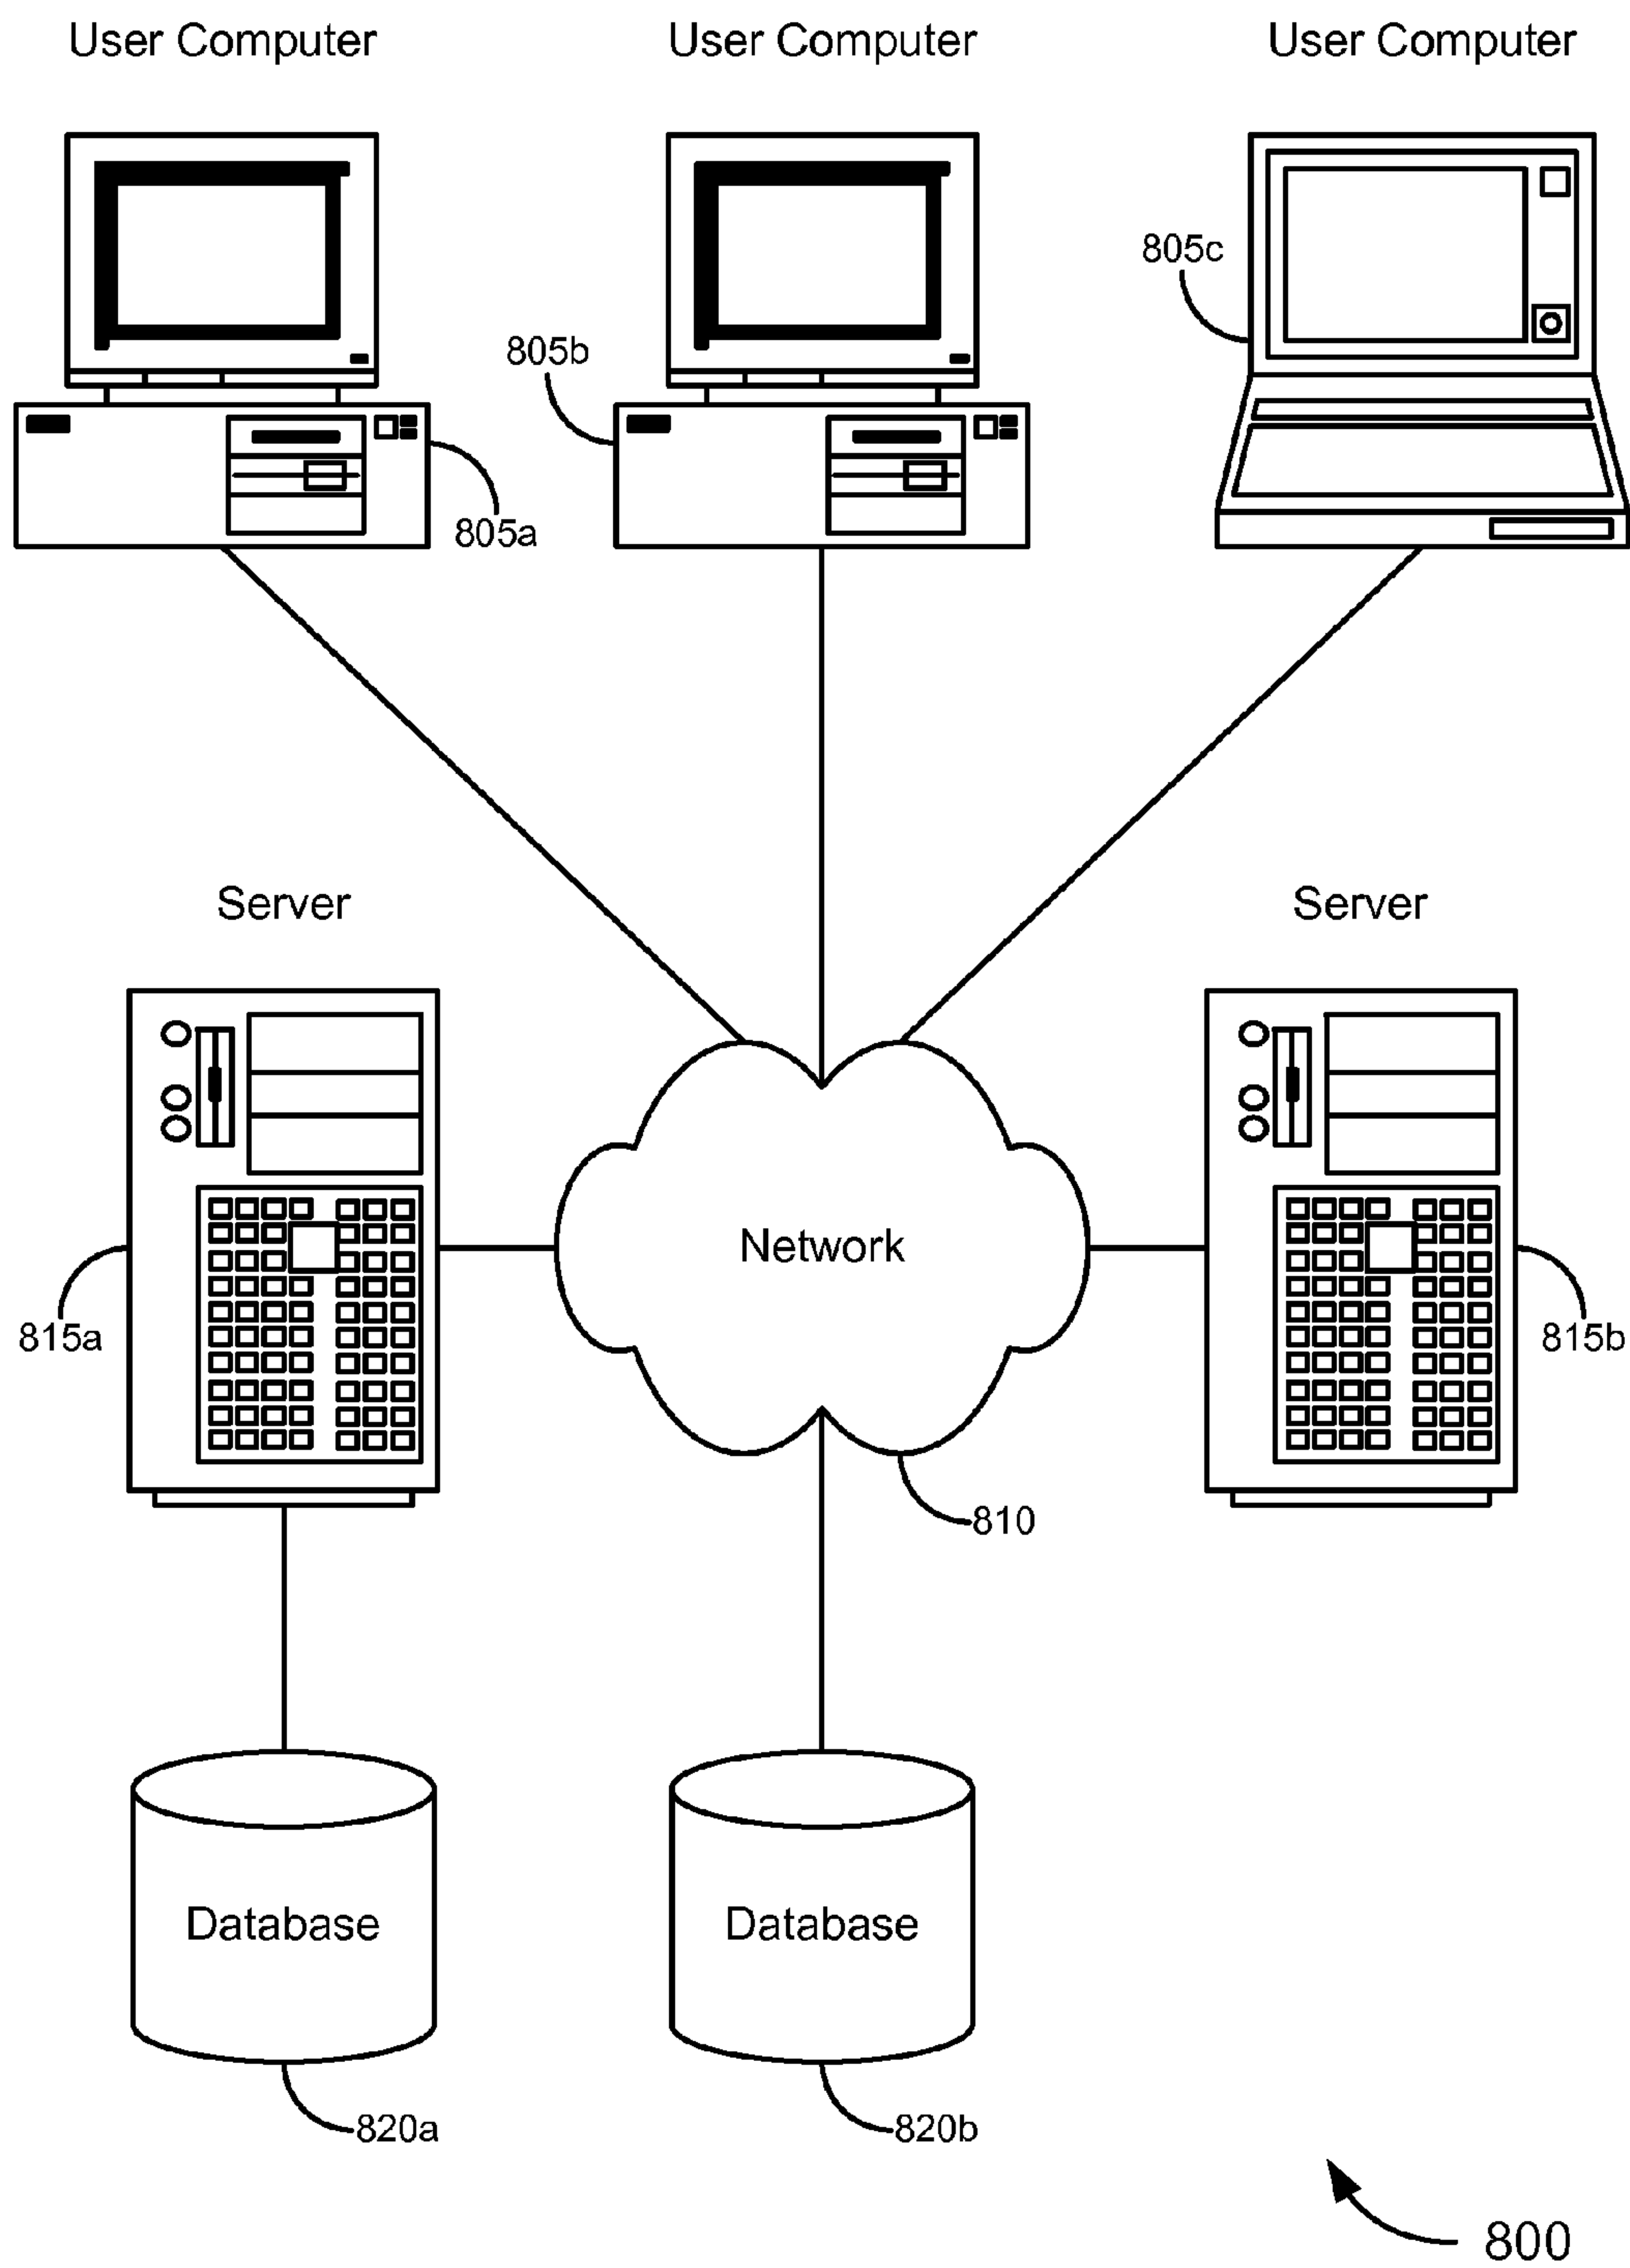 User Computer
User Computer
User Computer
805c
805b
805a
Server
Server
Network
815a
815b
810
Database
Database
820a
820b
800